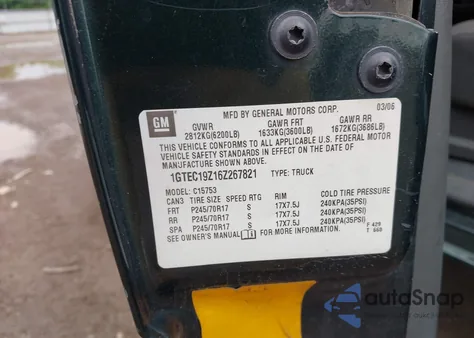 GM
MFD BY GENERAL MOTORS CORP. 03/06
GVWR GAWR FRT GAWR RR
2812KG(6200LB) 1633KG(3600LB) 1672KG(3686LB)
THIS VEHICLE CONFORMS TO ALL APPLICABLE U.S. FEDERAL MOTOR
VEHICLE SAFETY STANDARDS IN EFFECT ON THE DATE OF
MANUFACTURE SHOWN ABOVE.
1GTEC19Z16Z267821 TYPE: TRUCK
MODEL: C15753
CAN3 TIRE SIZE SPEED RTG RIM COLD TIRE PRESSURE
FRT P245/70R17 S 17X7.5J 240KPA(35PSI)
RR P245/70R17 S 17X7.5J 240KPA(35PSI)
SPA P245/70R17 S 17X7.5J 240KPA(35PSI)
SEE OWNER'S MANUAL FOR MORE INFORMATION.
autoSnap